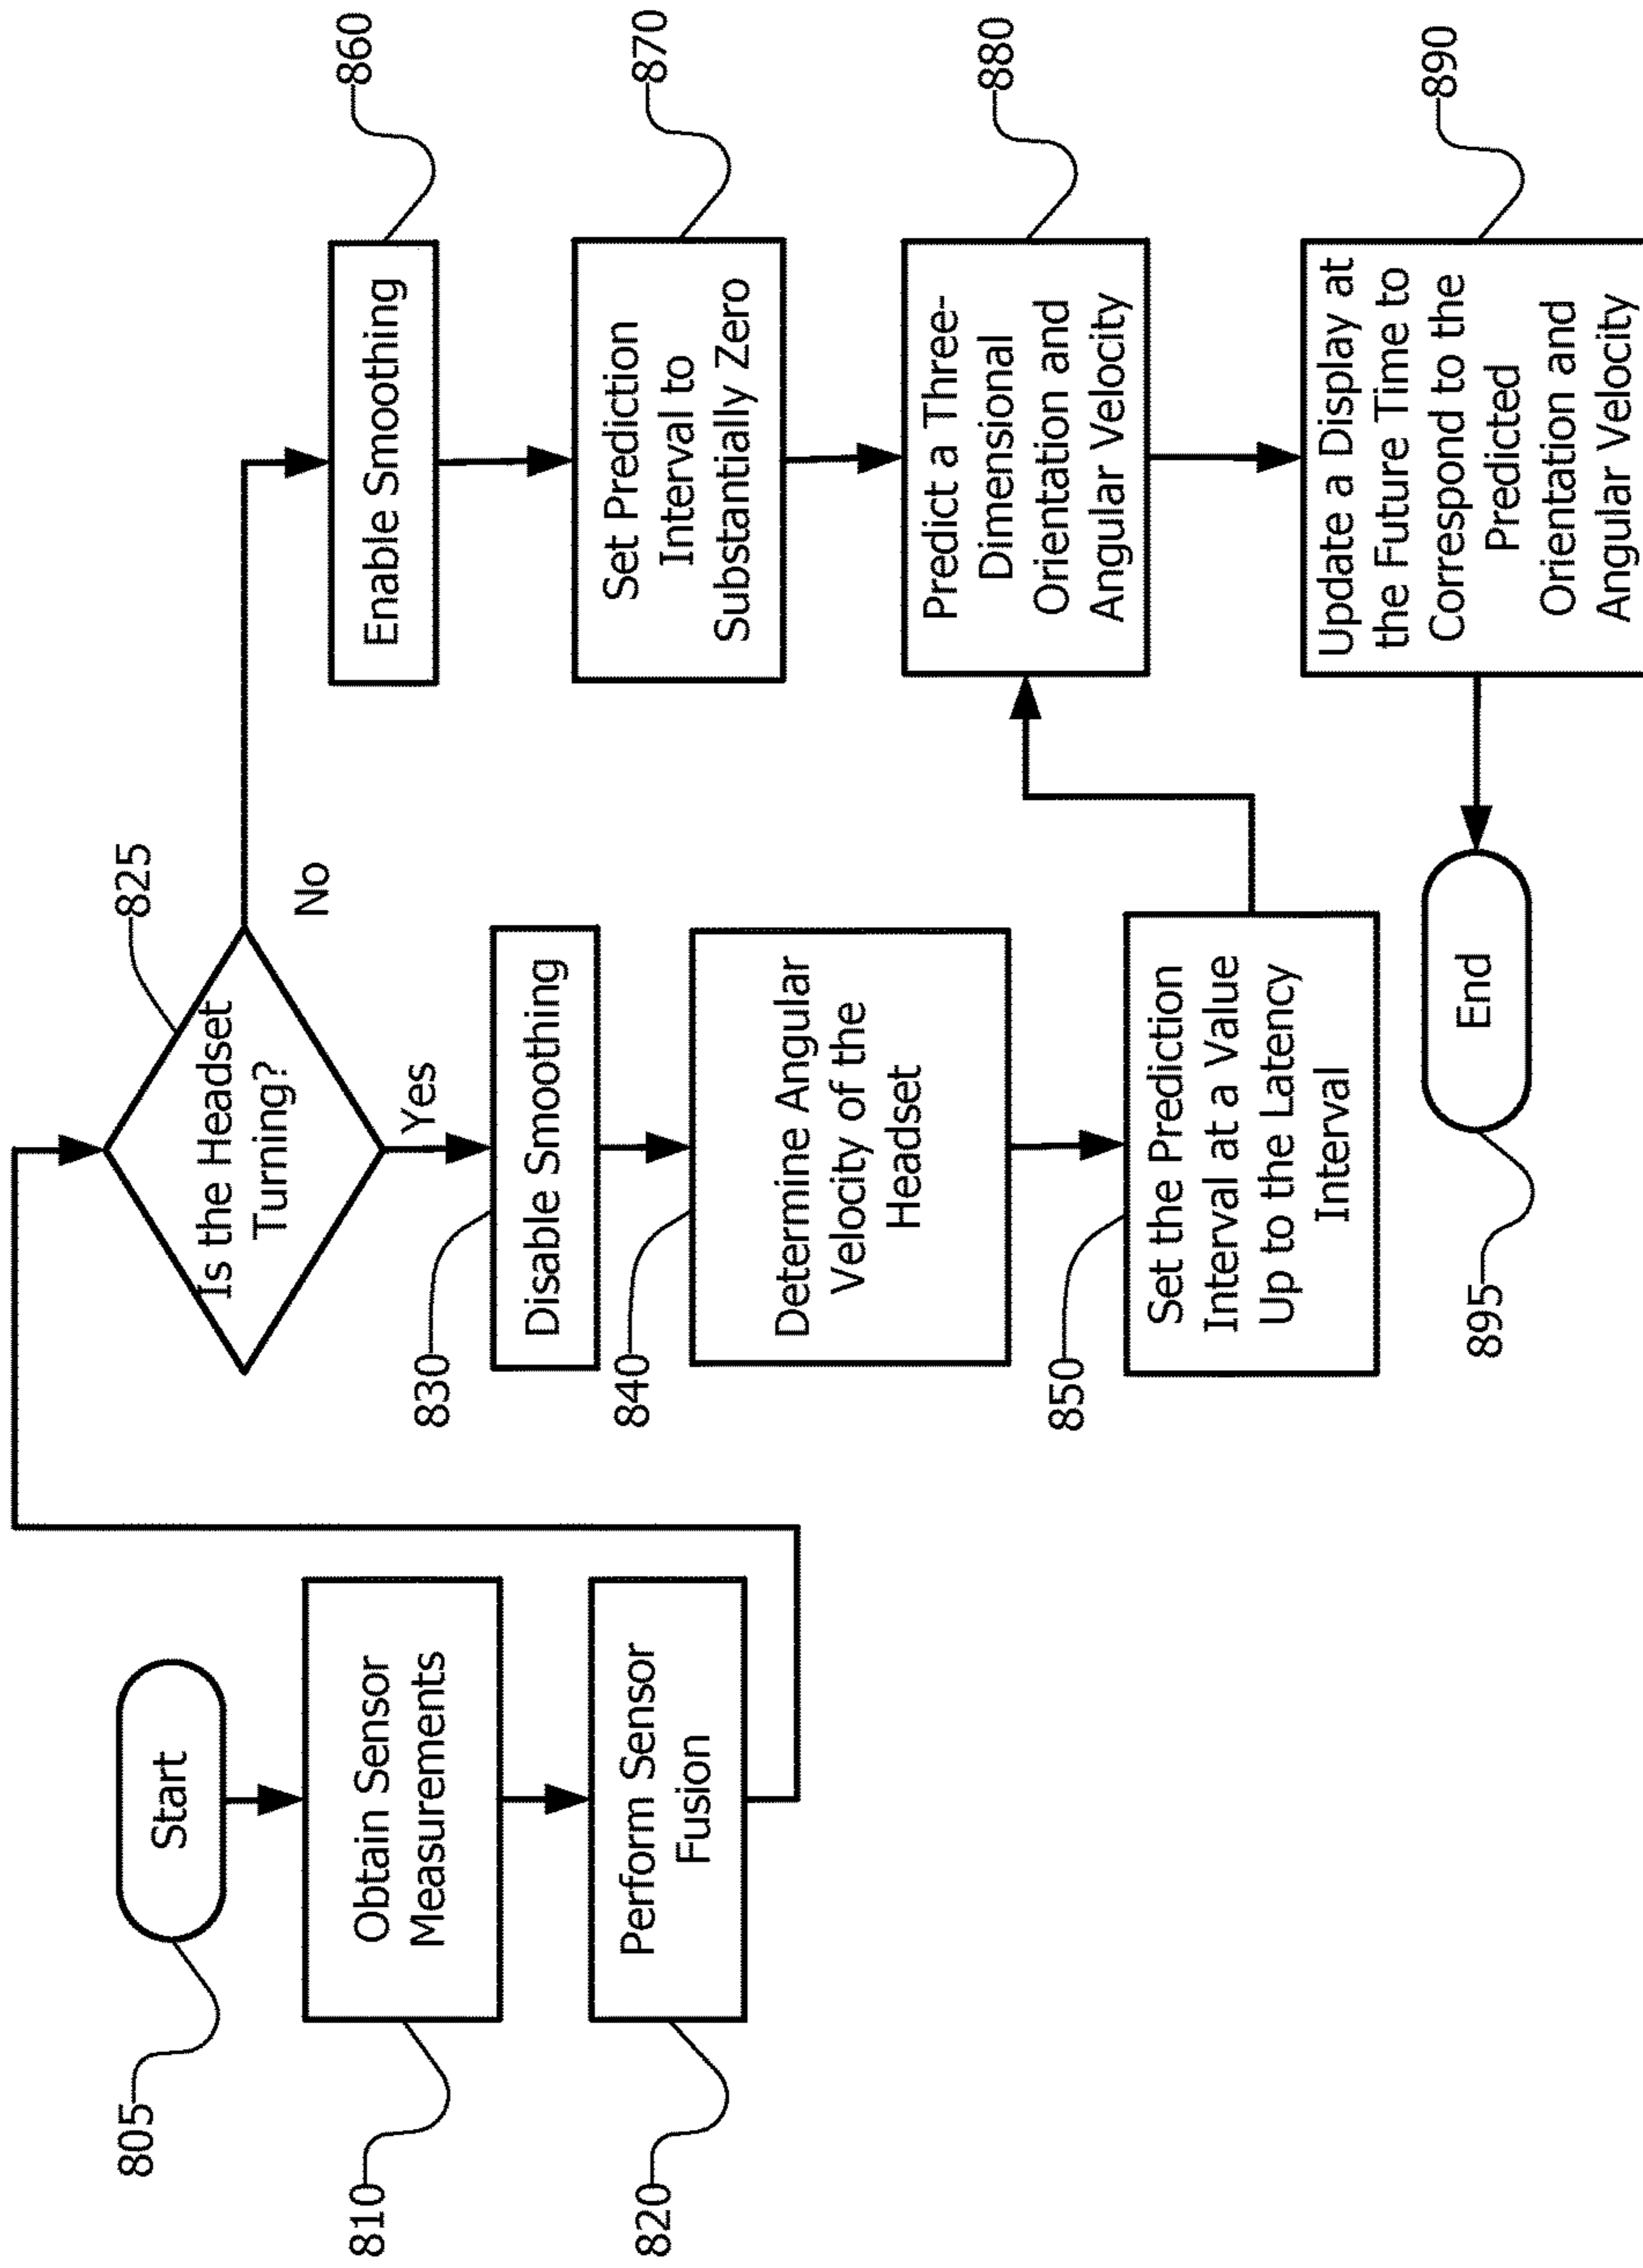 805
Start
810
Obtain Sensor
Measurements
820
Perform Sensor
Fusion
825
Is the Headset
Turning?
Yes
No
830
Disable Smoothing
840
Determine Angular
Velocity of the
Headset
850
Set the Prediction
Interval at a Value
Up to the Latency
Interval
860
Enable Smoothing
870
Set Prediction
Interval to
Substantially Zero
880
Predict a Three-
Dimensional
Orientation and
Angular Velocity
890
Update a Display at
the Future Time to
Correspond to the
Predicted
Orientation and
Angular Velocity
895
End